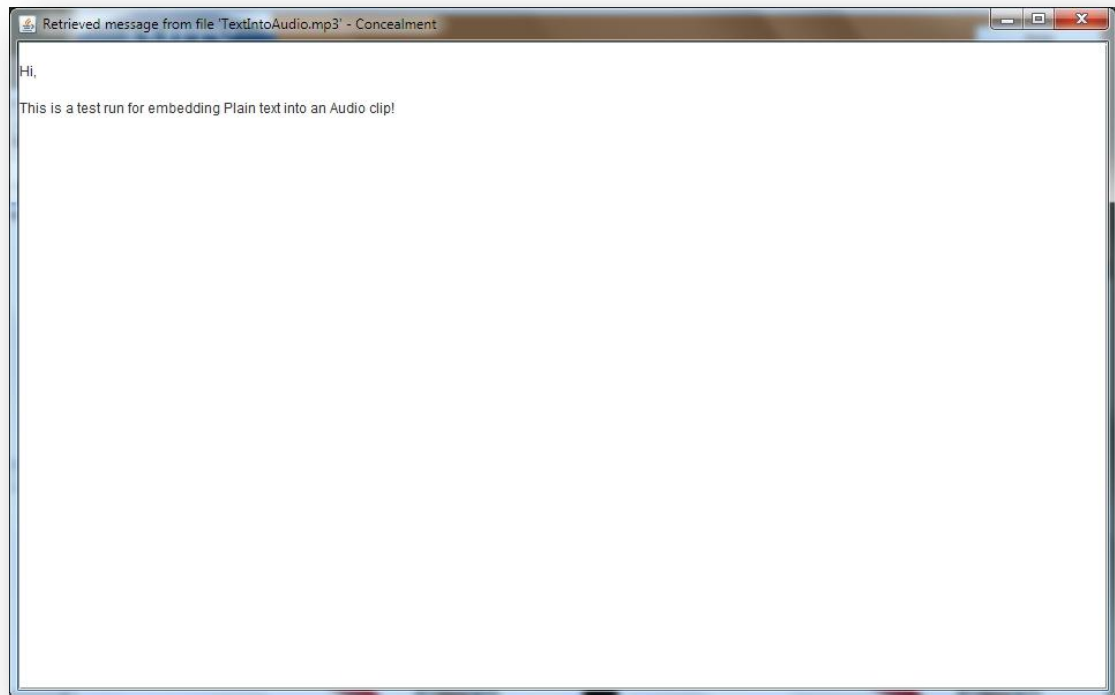 Retrieved message from file 'TextIntoAudio.mp3' - Concealment
Hi,
This is a test run for embedding Plain text into an Audio clip!